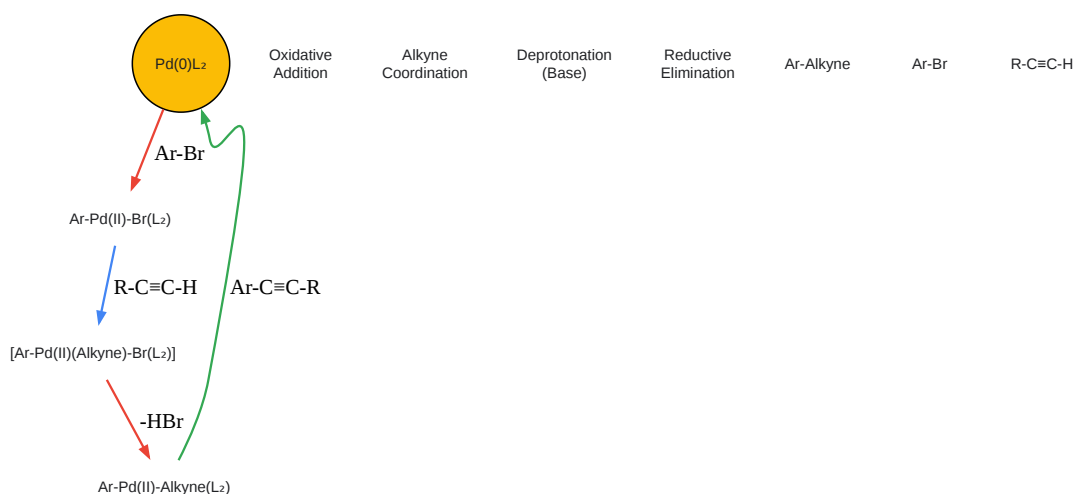 Pd(0)L₂
Oxidative
Addition
Alkyne
Coordination
Deprotonation
(Base)
Reductive
Elimination
Ar-Alkyne
Ar-Br
R-C≡C-H
Ar-Br
Ar-Pd(II)-Br(L₂)
R-C≡C-H
Ar-C≡C-R
[Ar-Pd(II)(Alkyne)-Br(L₂)]
-HBr
Ar-Pd(II)-Alkyne(L₂)